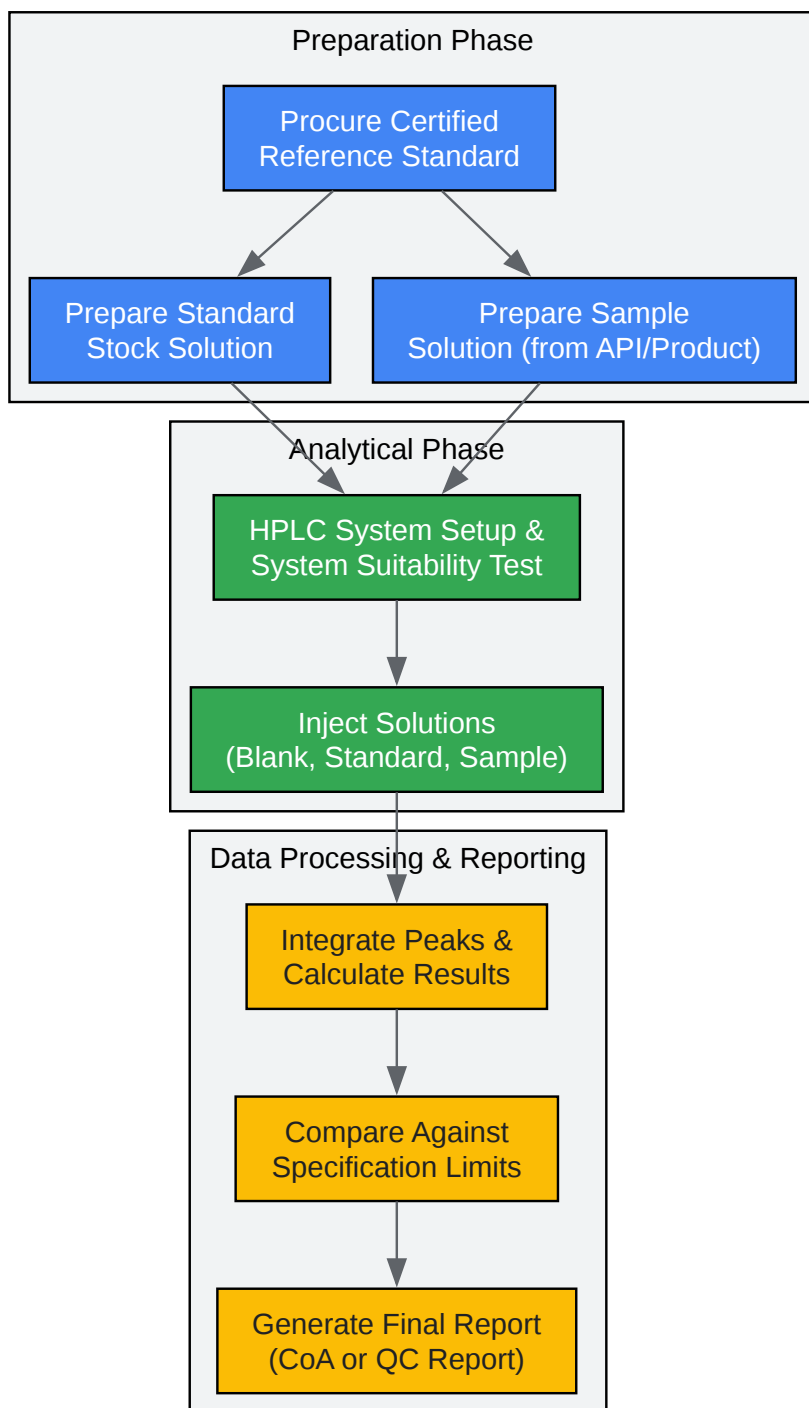 Preparation Phase
Procure Certified
Reference Standard
Prepare Standard
Stock Solution
Prepare Sample
Solution (from API/Product)
Analytical Phase
HPLC System Setup &
System Suitability Test
Inject Solutions
(Blank, Standard, Sample)
Data Processing & Reporting
Integrate Peaks &
Calculate Results
Compare Against
Specification Limits
Generate Final Report
(CoA or QC Report)